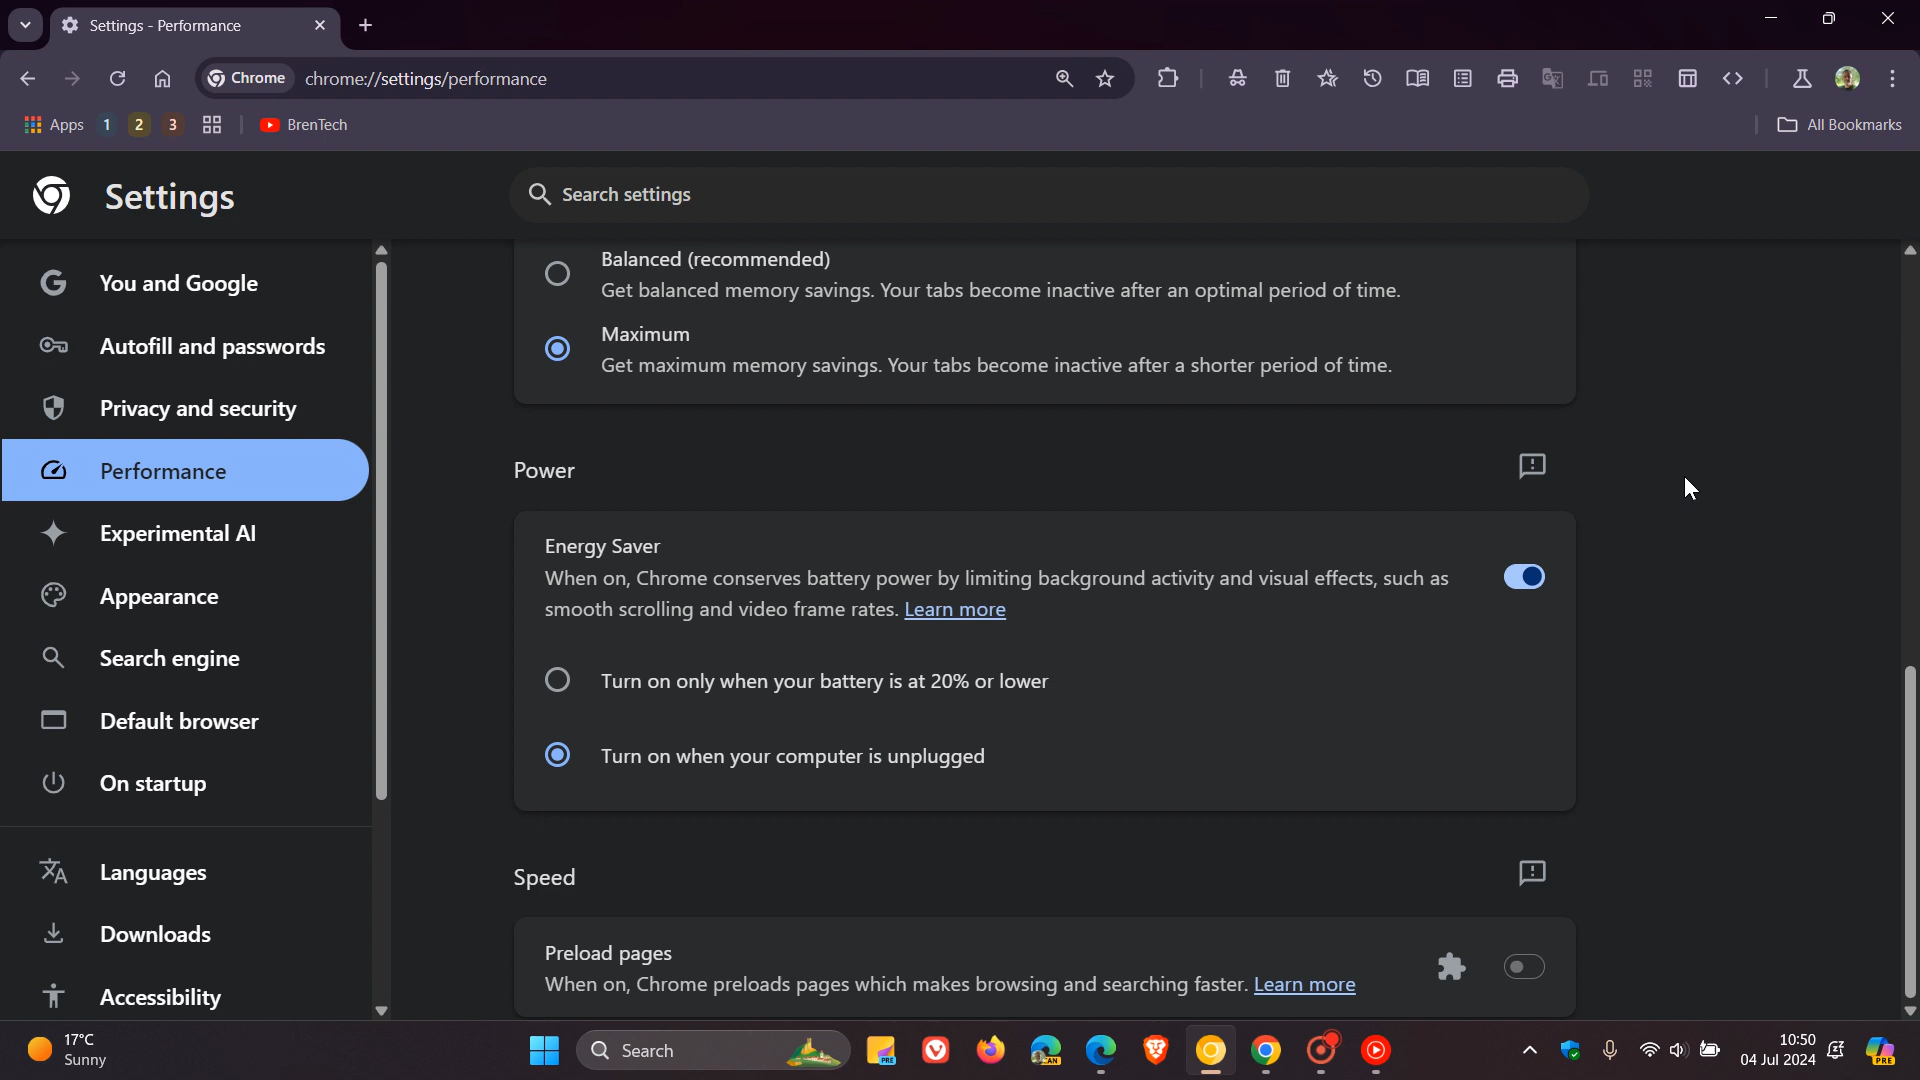 Settings - Performance
Chrome
chrome://settings/performance
Apps
1
2
3
BrenTech
All Bookmarks
Settings
Search settings
You and Google
Autofill and passwords
Privacy and security
Performance
Experimental AI
Appearance
Search engine
Default browser
On startup
Languages
Downloads
Accessibility
Balanced (recommended)
Get balanced memory savings. Your tabs become inactive after an optimal period of time.
Maximum
Get maximum memory savings. Your tabs become inactive after a shorter period of time.
Power
Energy Saver
When on, Chrome conserves battery power by limiting background activity and visual effects, such as
smooth scrolling and video frame rates. Learn more
Turn on only when your battery is at 20% or lower
Turn on when your computer is unplugged
Speed
Preload pages
When on, Chrome preloads pages which makes browsing and searching faster. Learn more
17°C
Sunny
Search
PRE
CAN
10:50
04 Jul 2024
PRE